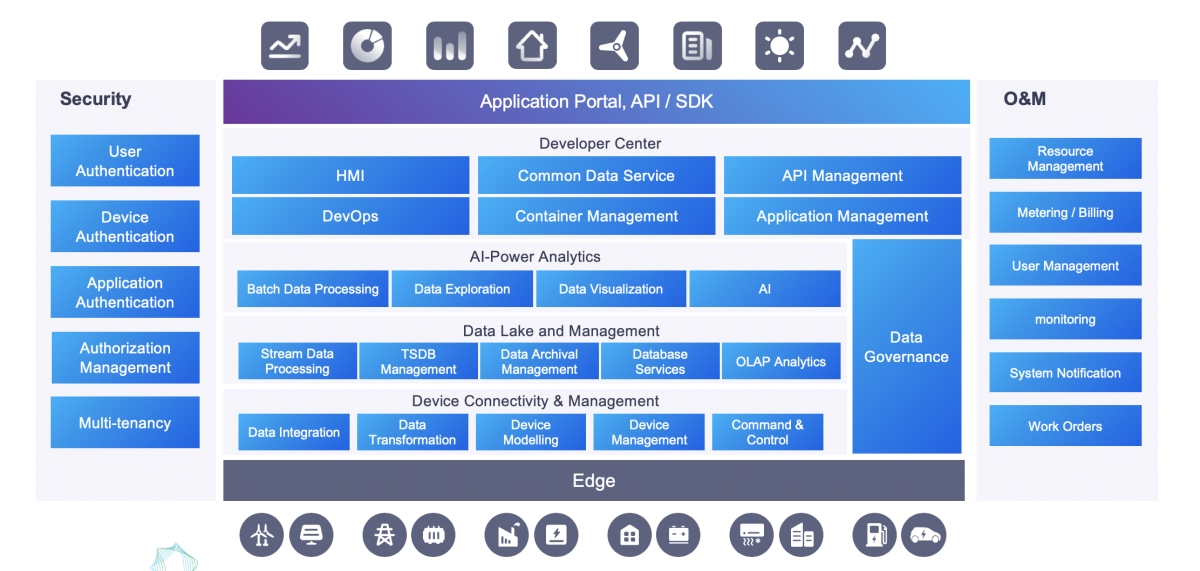 Security
User
Authentication
Device
Authentication
Application
Authentication
Authorization
Management
Multi-tenancy
Application Portal, API / SDK
Developer Center
HMI
Common Data Service
API Management
DevOps
Container Management
Application Management
AI-Power Analytics
Batch Data Processing
Data Exploration
Data Visualization
AI
Data Lake and Management
Stream Data
Processing
TSDB
Management
Data Archival
Management
Database
Services
OLAP Analytics
Device Connectivity & Management
Data Integration
Data
Transformation
Device
Modelling
Device
Management
Command &
Control
Data
Governance
Edge
O&M
Resource
Management
Metering / Billing
User Management
monitoring
System Notification
Work Orders